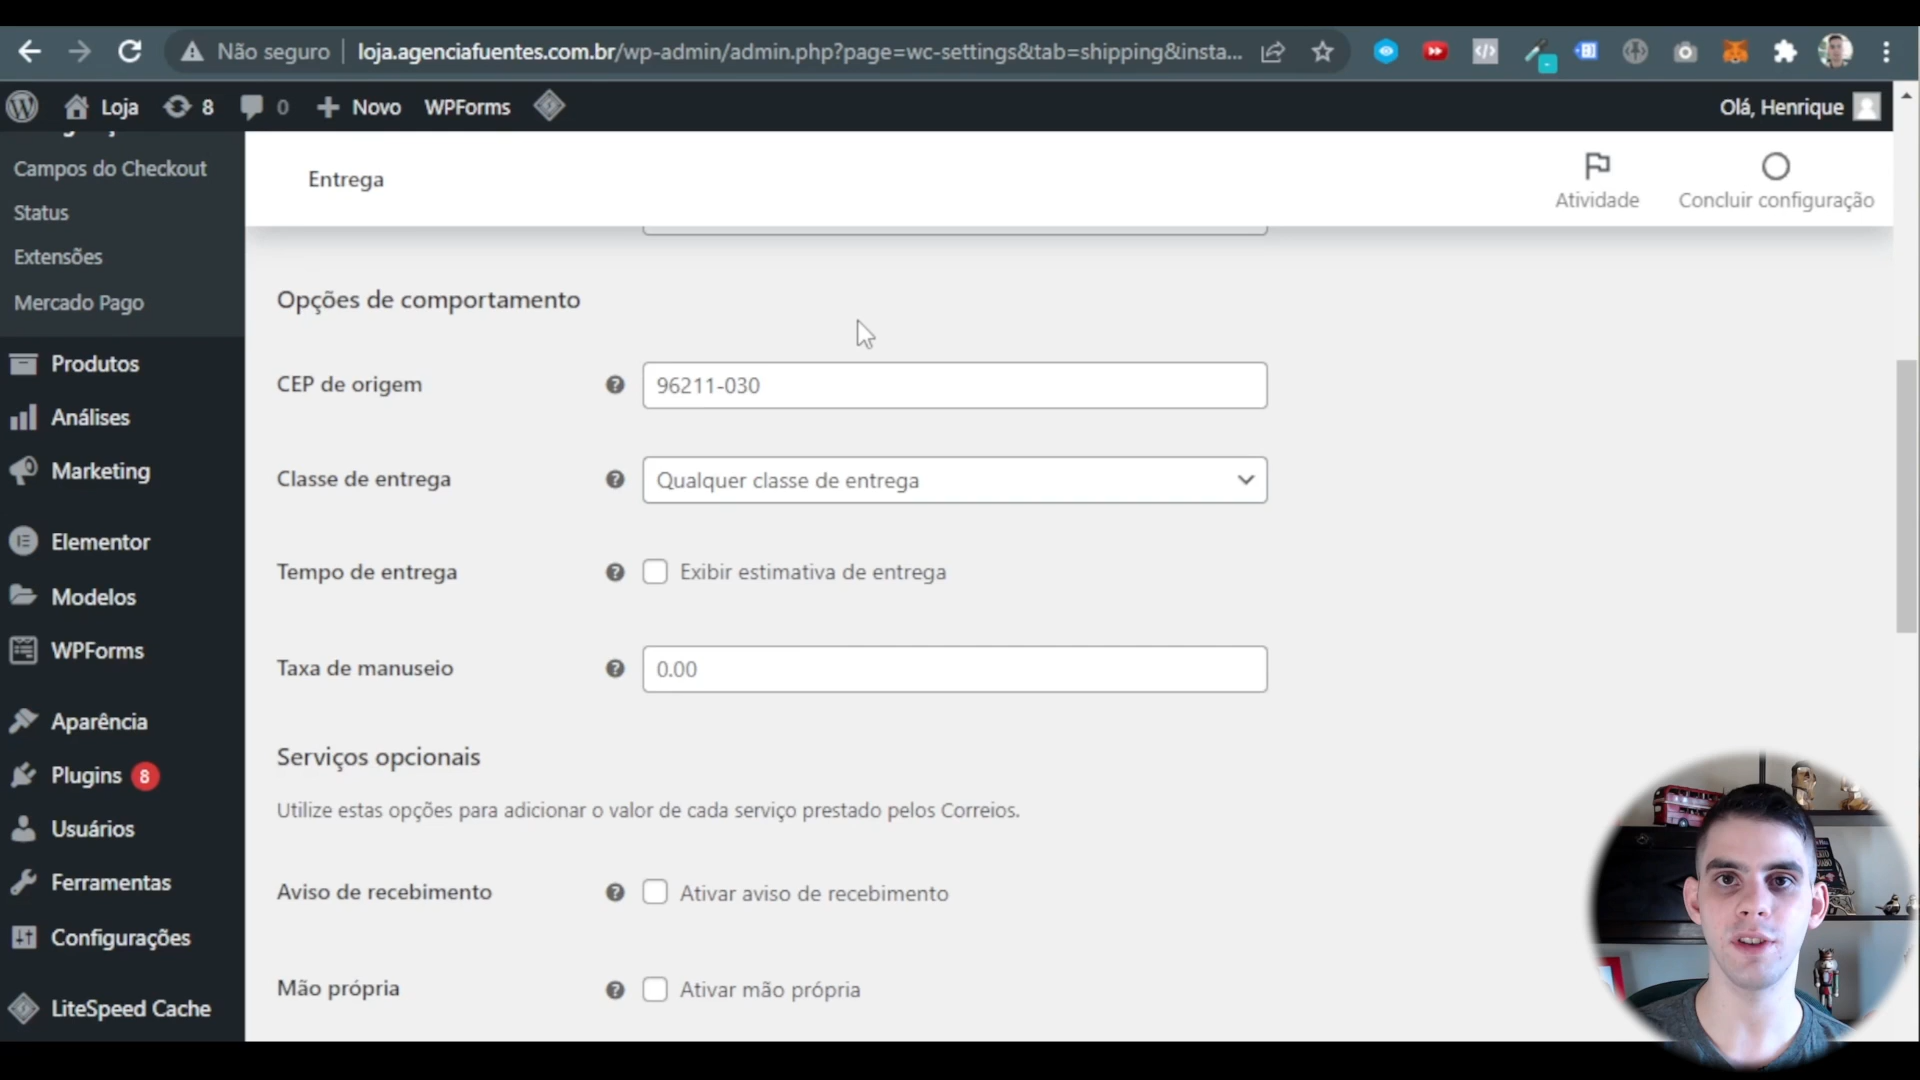 Não seguro
loja.agenciafuentes.com.br/wp-admin/admin.php?page=wc-settings&tab=shipping&insta...
Loja
8
0
Novo
WPForms
Olá, Henrique
Campos do Checkout
Status
Extensões
Mercado Pago
Produtos
Análises
Marketing
Elementor
Modelos
WPForms
Aparência
Plugins 8
Usuários
Ferramentas
Configurações
LiteSpeed Cache
Entrega
Atividade
Concluir configuração
Opções de comportamento
CEP de origem
96211-030
Classe de entrega
Qualquer classe de entrega
Tempo de entrega
Exibir estimativa de entrega
Taxa de manuseio
0.00
Serviços opcionais
Utilize estas opções para adicionar o valor de cada serviço prestado pelos Correios.
Aviso de recebimento
Ativar aviso de recebimento
Mão própria
Ativar mão própria